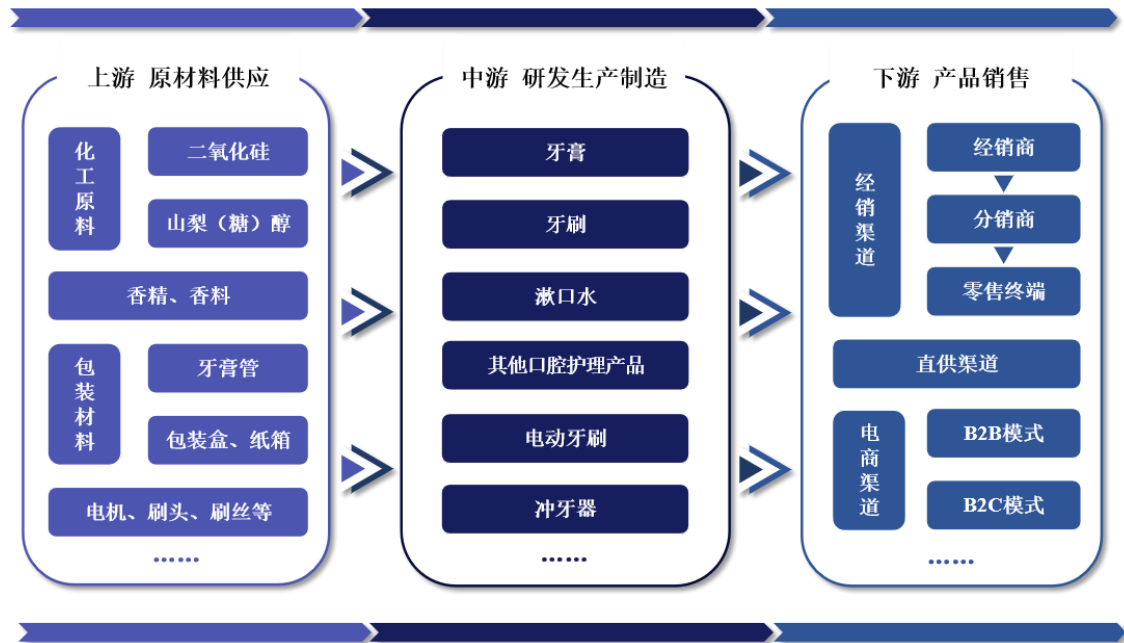 上游 原材料供应
化工原料
二氧化硅
山梨（糖）醇
香精、香料
包装材料
牙膏管
包装盒、纸箱
电机、刷头、刷丝等
……
中游 研发生产制造
牙膏
牙刷
漱口水
其他口腔护理产品
电动牙刷
冲牙器
……
下游 产品销售
经销渠道
经销商
分销商
零售终端
直供渠道
电商渠道
B2B模式
B2C模式
……